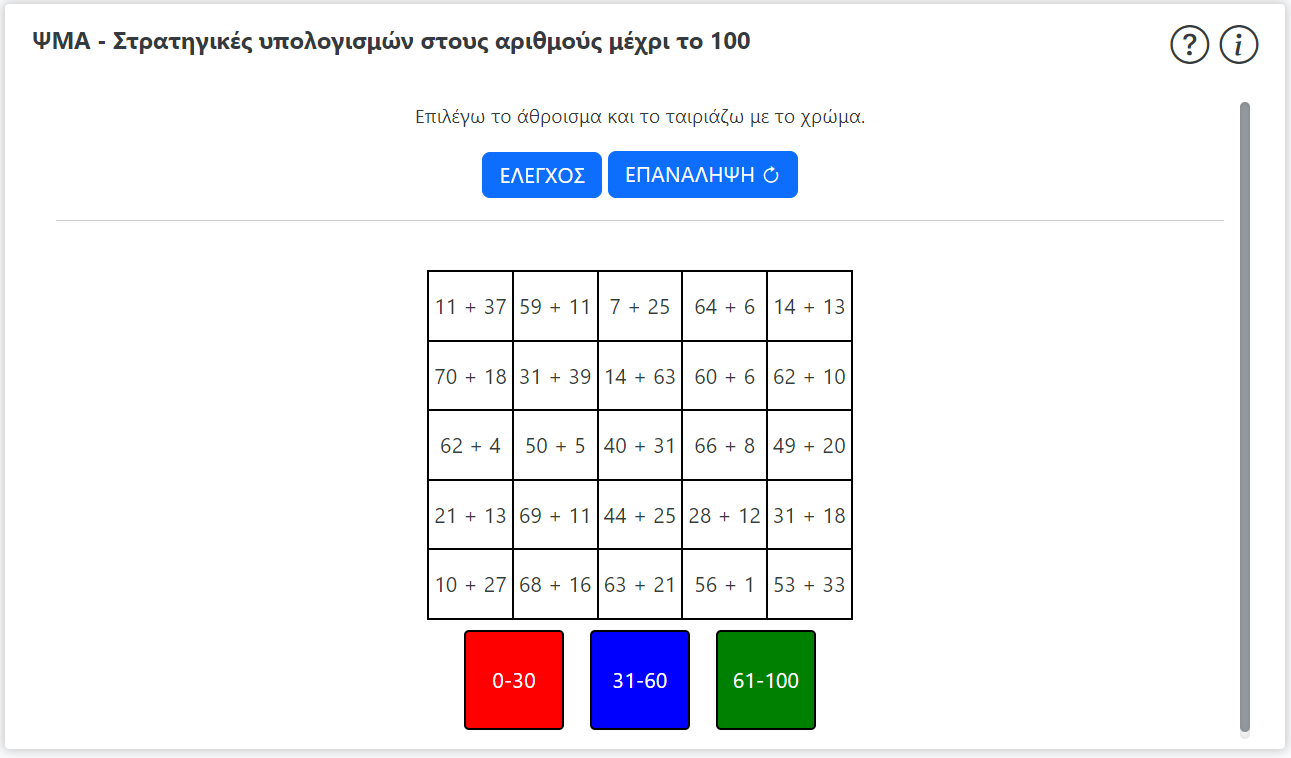 ΨΜΑ - Στρατηγικές υπολογισμών στους αριθμούς μέχρι το 100
? i
Επιλέγω το άθροισμα και το ταιριάζω με το χρώμα.
ΕΛΕΓΧΟΣ ΕΠΑΝΑΛΗΨΗ
11 + 37 59 + 11 7 + 25 64 + 6 14 + 13
70 + 18 31 + 39 14 + 63 60 + 6 62 + 10
62 + 4 50 + 5 40 + 31 66 + 8 49 + 20
21 + 13 69 + 11 44 + 25 28 + 12 31 + 18
10 + 27 68 + 16 63 + 21 56 + 1 53 + 33
0-30 31-60 61-100